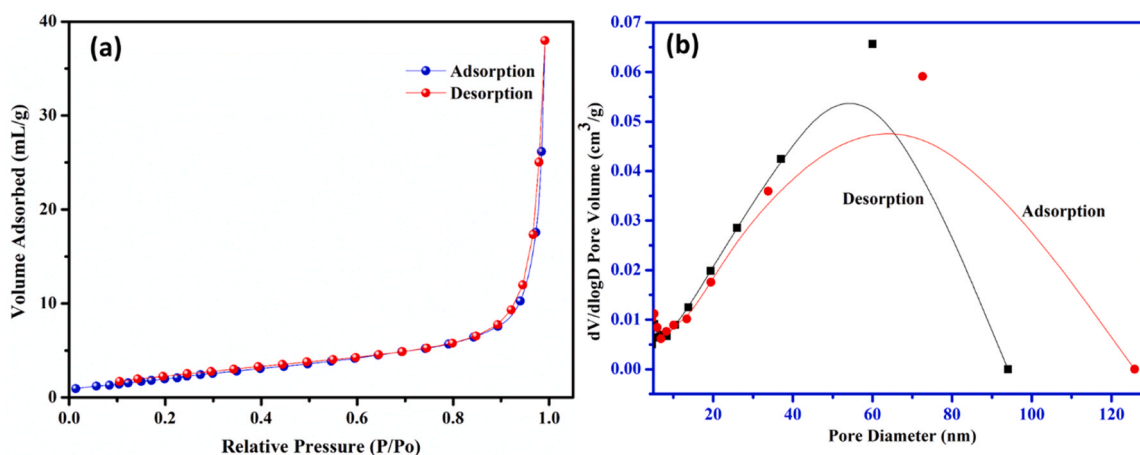 (a)
Adsorption
Desorption
Volume Adsorbed (mL/g)
40
30
20
10
0
0.0 0.2 0.4 0.6 0.8 1.0
Relative Pressure (P/Po)
(b)
Desorption
Adsorption
dV/dlogD Pore Volume (cm³/g)
0.07
0.06
0.05
0.04
0.03
0.02
0.01
0.00
20 40 60 80 100 120
Pore Diameter (nm)